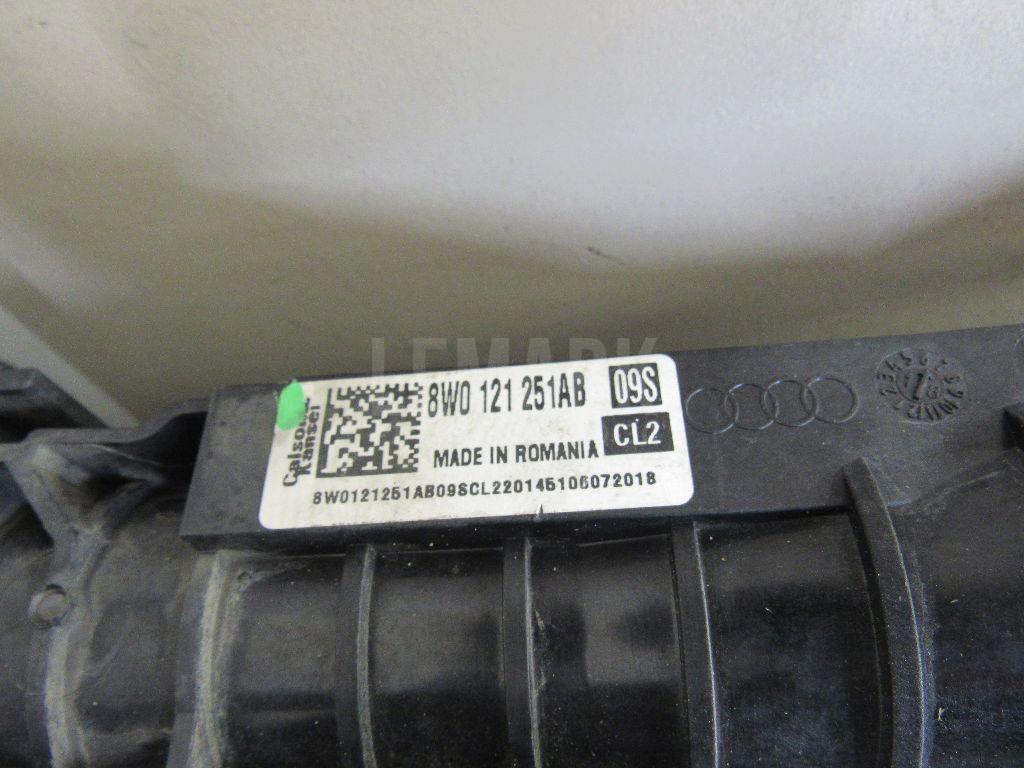 LEMARK
Calsonic
Kansei
8W0 121 251AB 09S
MADE IN ROMANIA CL2
8W0121251AB09SCL220145106072018